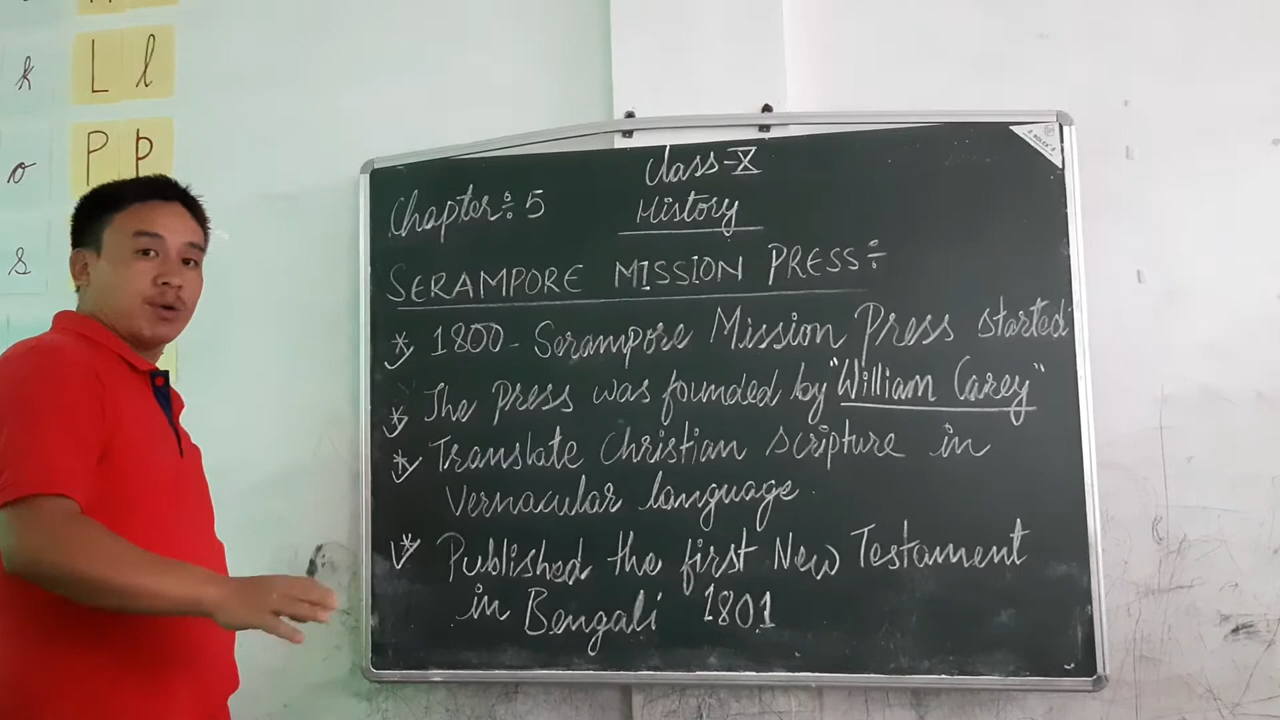 L l
k
P p
o
s
Class-X
Chapter: 5
History
SERAMPORE MISSION PRESS:
* 1800 - Serampore Mission Press started
* The Press was founded by "William Carey"
* Translate Christian scripture in
vernacular language.
* Published the first New Testament
in Bengali 1801